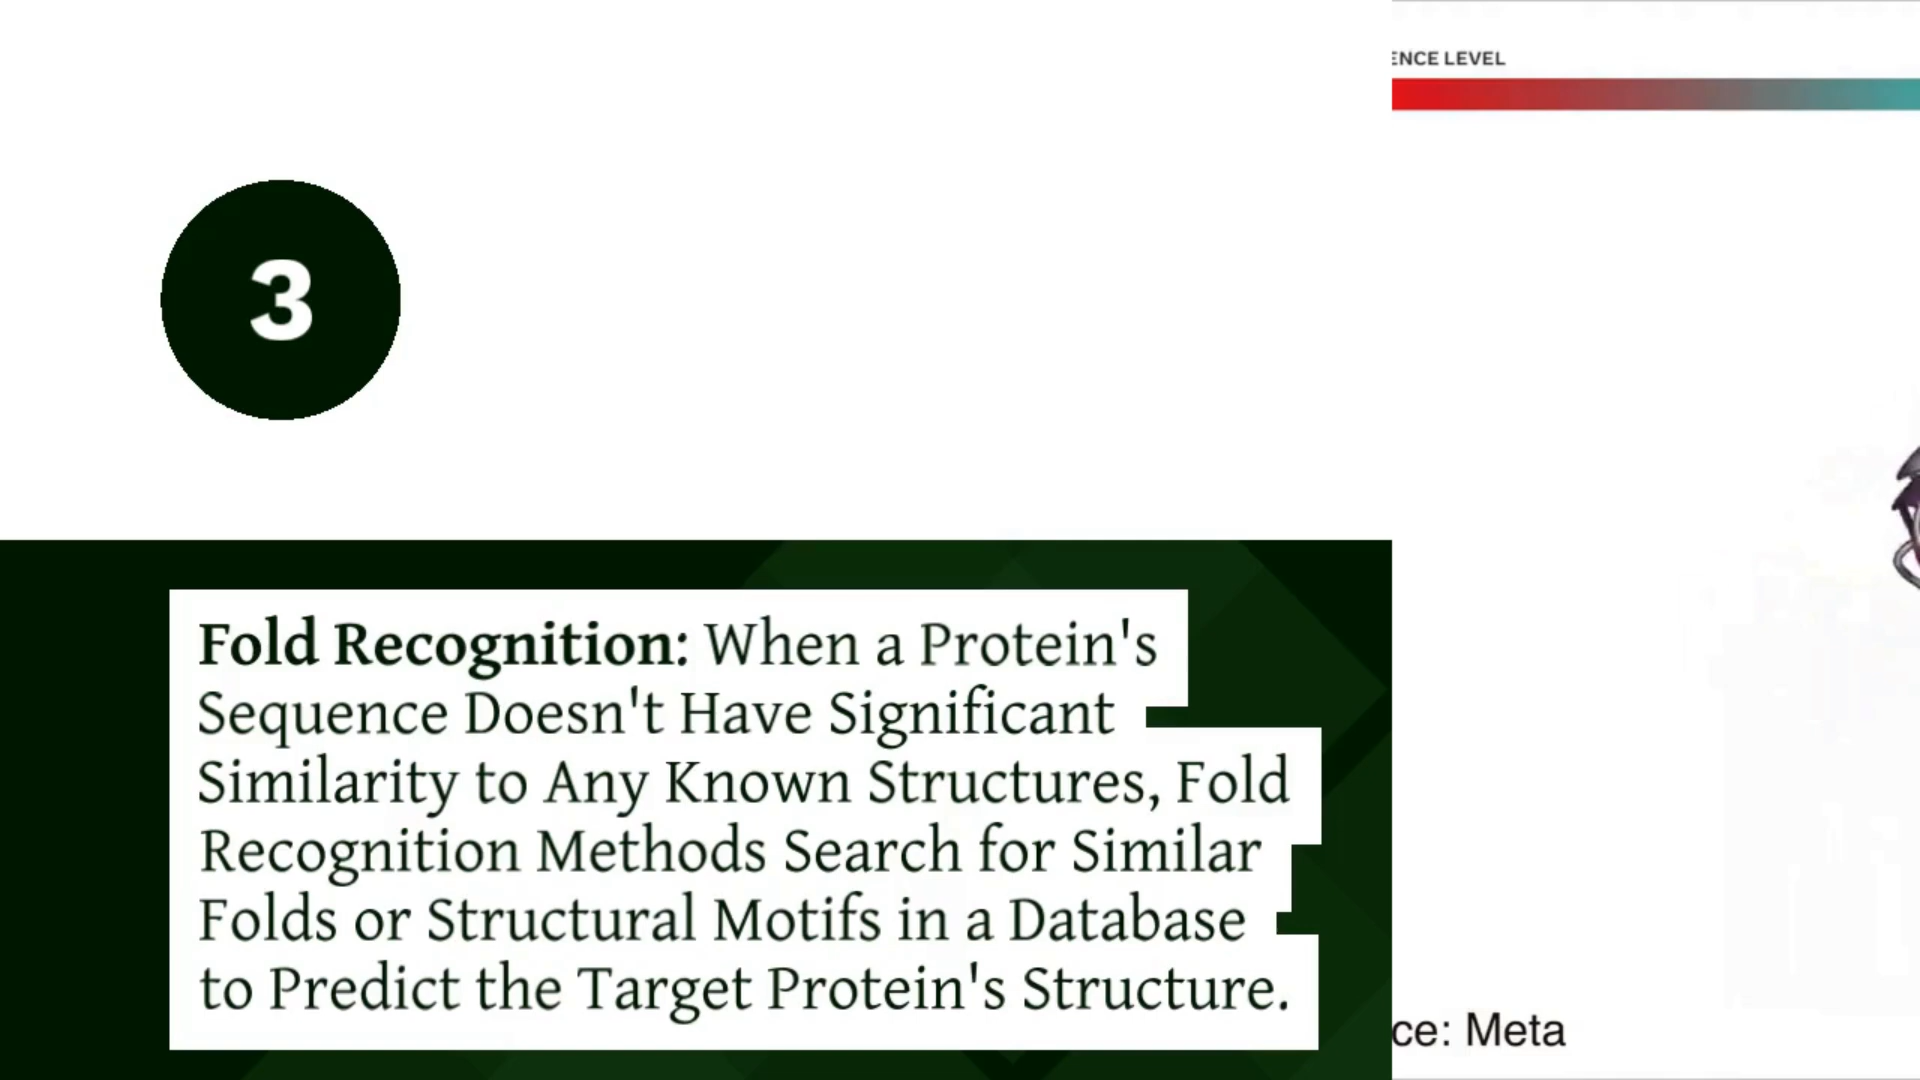 ENCE LEVEL
3
Fold Recognition: When a Protein's
Sequence Doesn't Have Significant
Similarity to Any Known Structures, Fold
Recognition Methods Search for Similar
Folds or Structural Motifs in a Database
to Predict the Target Protein's Structure.
ce: Meta